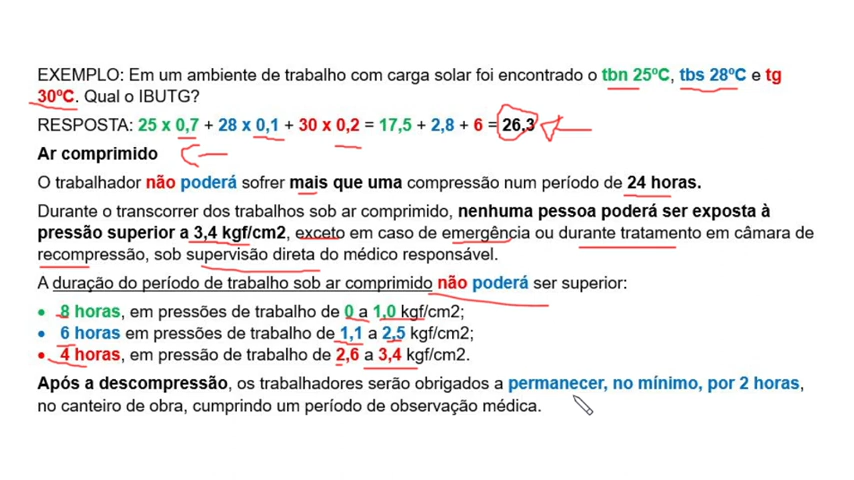 EXEMPLO: Em um ambiente de trabalho com carga solar foi encontrado o tbn 25ºC, tbs 28ºC e tg
30ºC. Qual o IBUTG?
RESPOSTA: 25 x 0,7 + 28 x 0,1 + 30 x 0,2 = 17,5 + 2,8 + 6 = 26,3
Ar comprimido
O trabalhador não poderá sofrer mais que uma compressão num período de 24 horas.
Durante o transcorrer dos trabalhos sob ar comprimido, nenhuma pessoa poderá ser exposta à
pressão superior a 3,4 kgf/cm2, exceto em caso de emergência ou durante tratamento em câmara de
recompressão, sob supervisão direta do médico responsável.
A duração do período de trabalho sob ar comprimido não poderá ser superior:
• 8 horas, em pressões de trabalho de 0 a 1,0 kgf/cm2;
• 6 horas em pressões de trabalho de 1,1 a 2,5 kgf/cm2;
• 4 horas, em pressão de trabalho de 2,6 a 3,4 kgf/cm2.
Após a descompressão, os trabalhadores serão obrigados a permanecer, no mínimo, por 2 horas,
no canteiro de obra, cumprindo um período de observação médica.